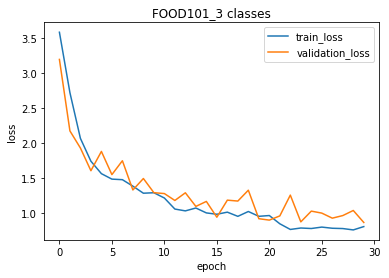 FOOD101_3 classes
train_loss
validation_loss
3.5
3.0
2.5
2.0
1.5
1.0
loss
0 5 10 15 20 25 30
epoch